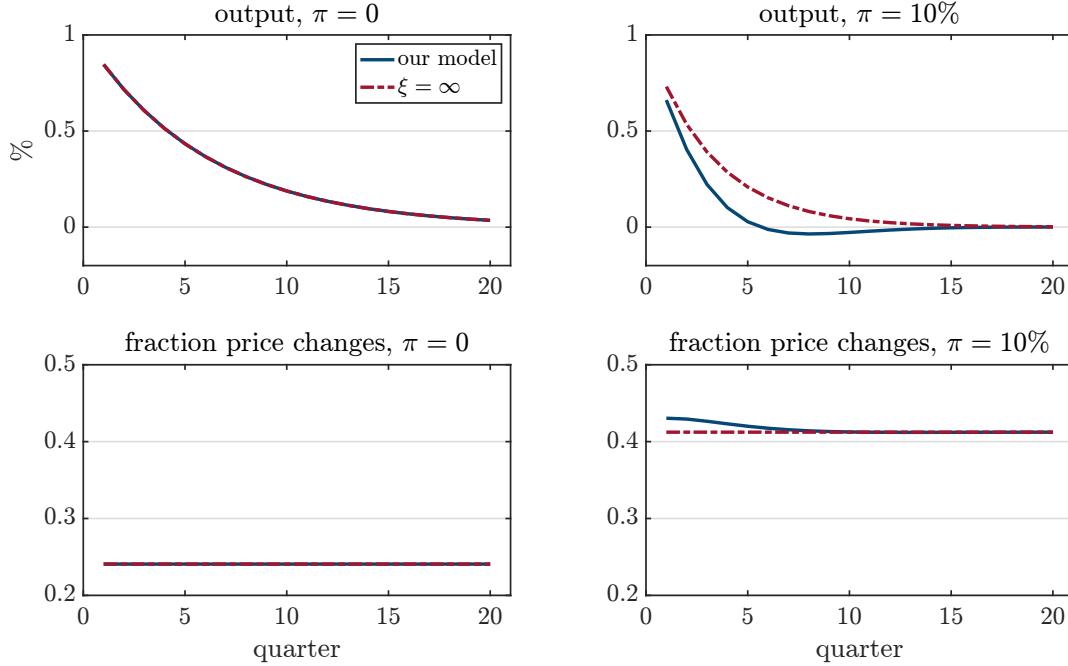 output, π = 0
1
0.5
0
%
0 5 10 15 20
our model
ξ = ∞
output, π = 10%
1
0.5
0
0 5 10 15 20
fraction price changes, π = 0
0.5
0.4
0.3
0.2
0 5 10 15 20
quarter
fraction price changes, π = 10%
0.5
0.4
0.3
0.2
0 5 10 15 20
quarter